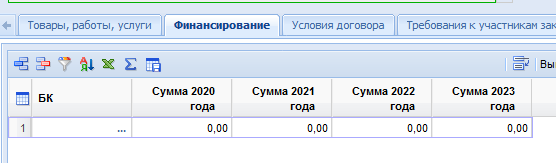 Товары, работы, услуги Финансирование Условия договора Требования к участникам зак
Вы
БК Сумма 2020 года Сумма 2021 года Сумма 2022 года Сумма 2023 года
1 ... 0,00 0,00 0,00 0,00